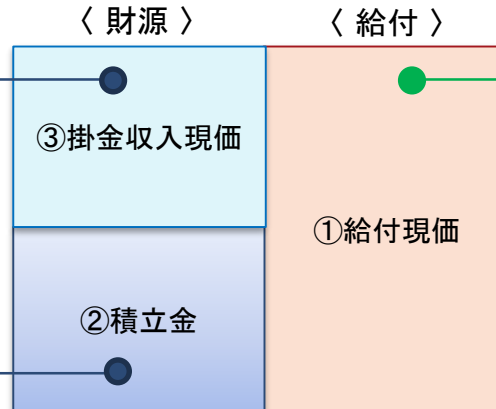 〈 財源 〉
〈 給付 〉
③掛金収入現価
①給付現価
②積立金